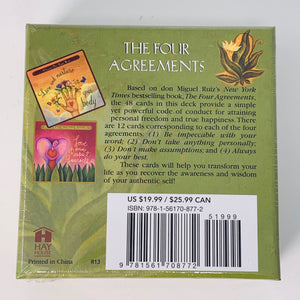 THE FOUR
AGREEMENTS
Based on don Miguel Ruiz's New York
Times bestselling book, The Four Agreements,
the 48 cards in this deck provide a simple
yet powerful code of conduct for attaining
personal freedom and true happiness. There
are 12 cards corresponding to each of the four
agreements. (1) Be impeccable with your
word; (2) Don't take anything personally;
(3) Don't make assumptions; and (4) Always
do your best.
These cards will help you transform your
life as you recover the awareness and wisdom
of your authentic self!
your
body
Love
HAY
HOUSE
Printed in China
813
US $19.99 / $25.99 CAN
ISBN: 978-1-56170-877-2
51999
9 781561 708772